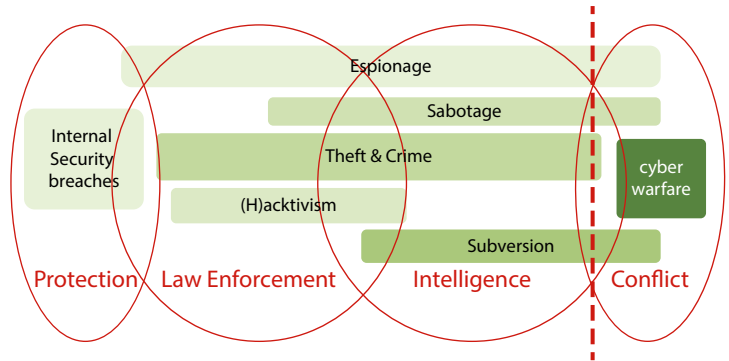 Espionage
Sabotage
Internal
Security
breaches
Theft & Crime
cyber
warfare
(H)acktivism
Subversion
Protection
Law Enforcement
Intelligence
Conflict